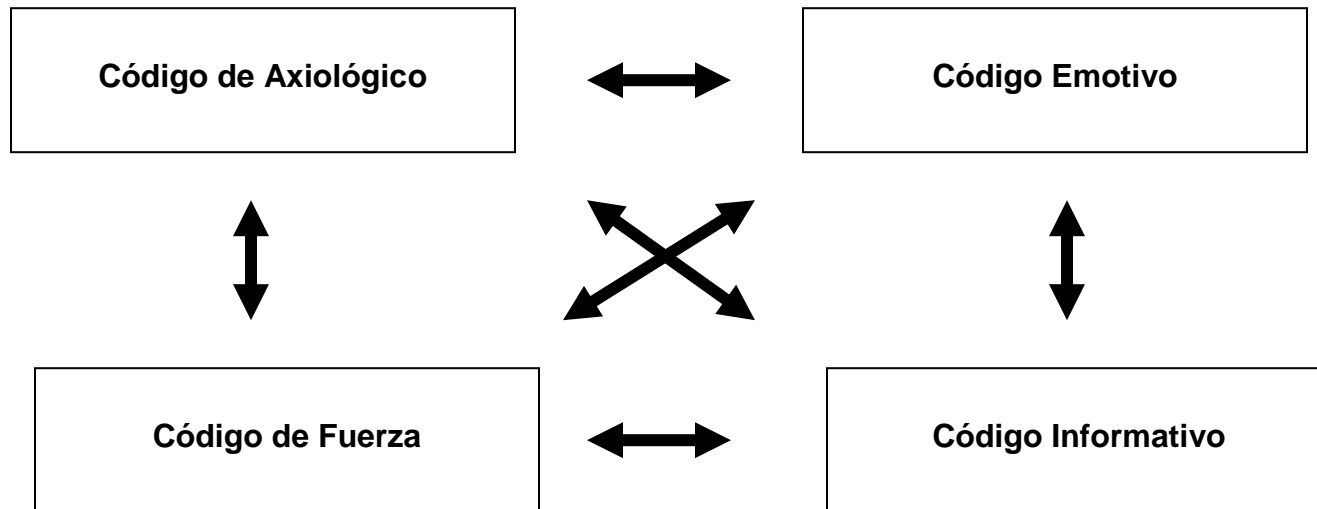 Código de Axiológico
Código Emotivo
Código de Fuerza
Código Informativo